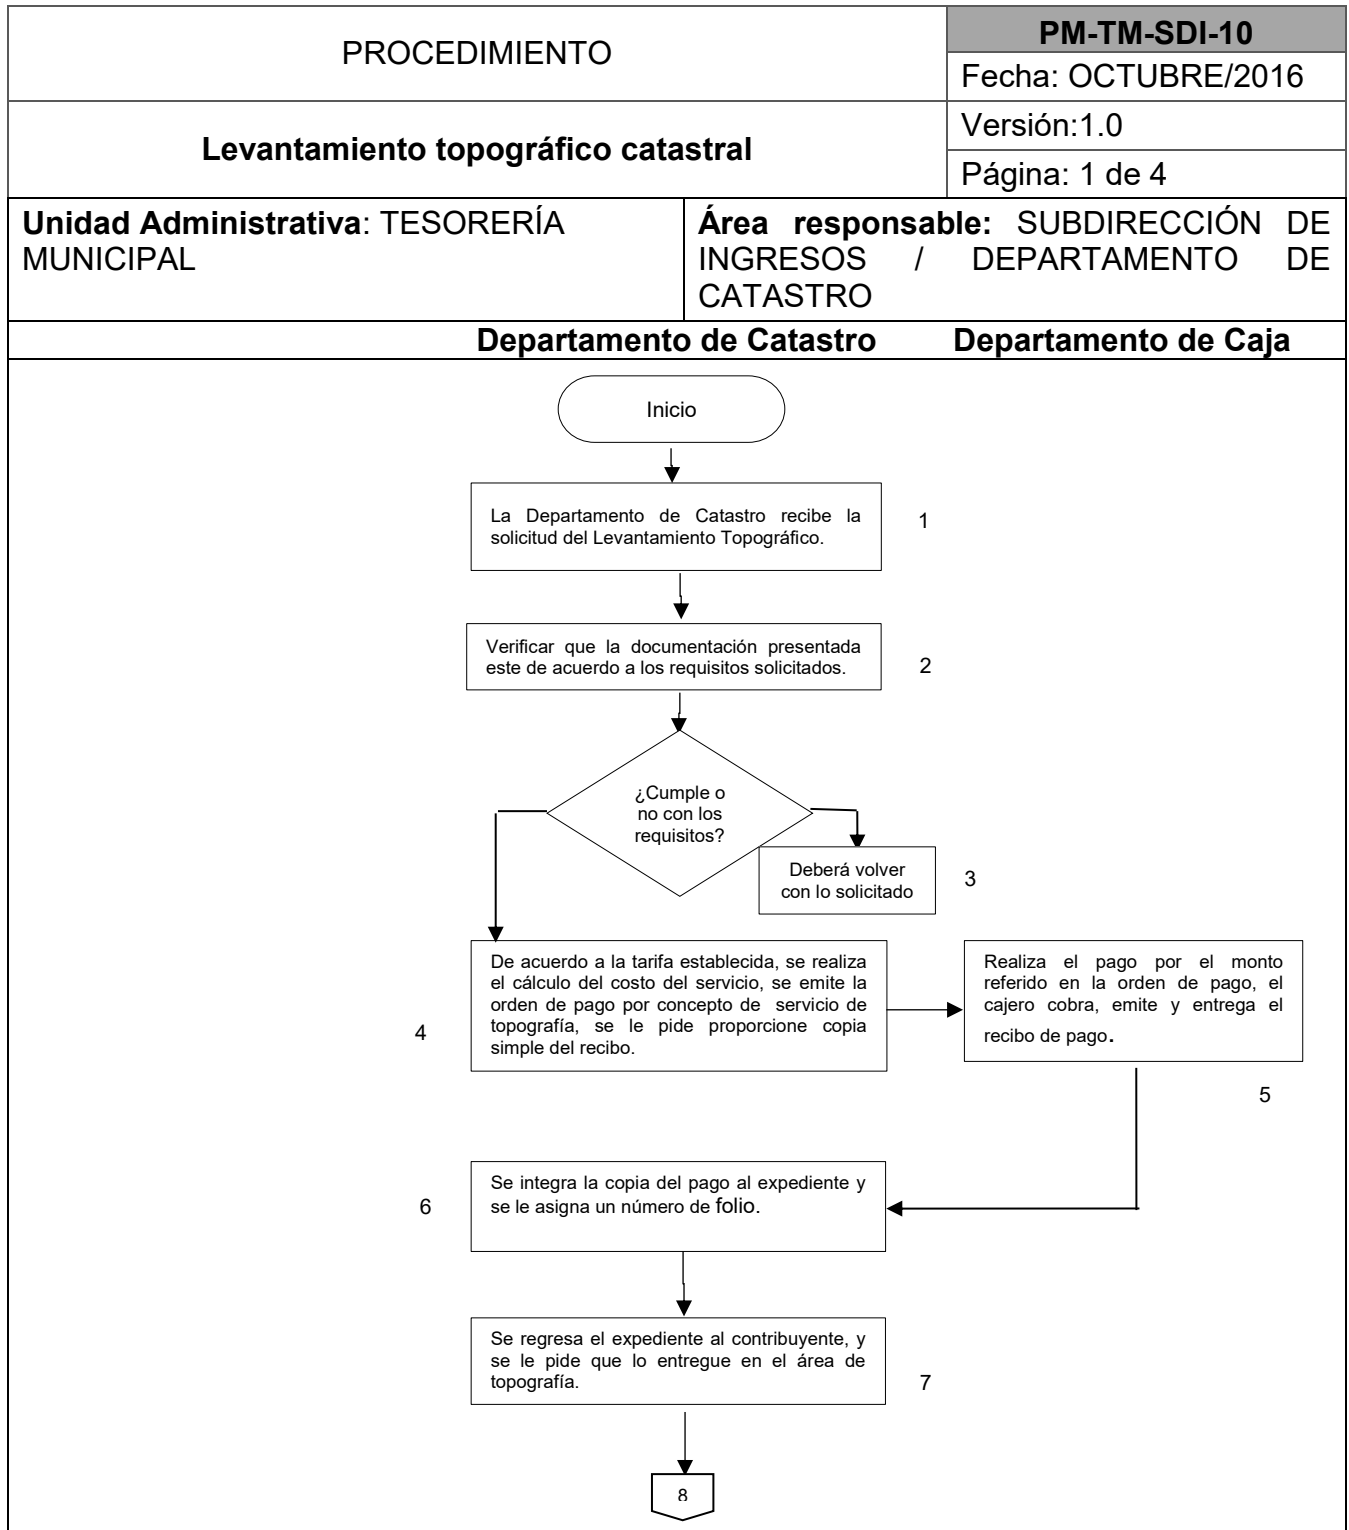 PROCEDIMIENTO
PM-TM-SDI-10
Fecha: OCTUBRE/2016
Levantamiento topográfico catastral
Versión:1.0
Página: 1 de 4
Unidad Administrativa: TESORERÍA
MUNICIPAL
Área responsable: SUBDIRECCIÓN DE
INGRESOS / DEPARTAMENTO DE
CATASTRO
Departamento de Catastro
Departamento de Caja
Inicio
La Departamento de Catastro recibe la
solicitud del Levantamiento Topográfico.
1
Verificar que la documentación presentada
este de acuerdo a los requisitos solicitados.
2
¿Cumple o
no con los
requisitos?
Deberá volver
con lo solicitado
3
De acuerdo a la tarifa establecida, se realiza
el cálculo del costo del servicio, se emite la
orden de pago por concepto de servicio de
topografía, se le pide proporcione copia
simple del recibo.
4
Realiza el pago por el monto
referido en la orden de pago, el
cajero cobra, emite y entrega el
recibo de pago.
5
Se integra la copia del pago al expediente y
se le asigna un número de folio.
6
Se regresa el expediente al contribuyente, y
se le pide que lo entregue en el área de
topografía.
7
8